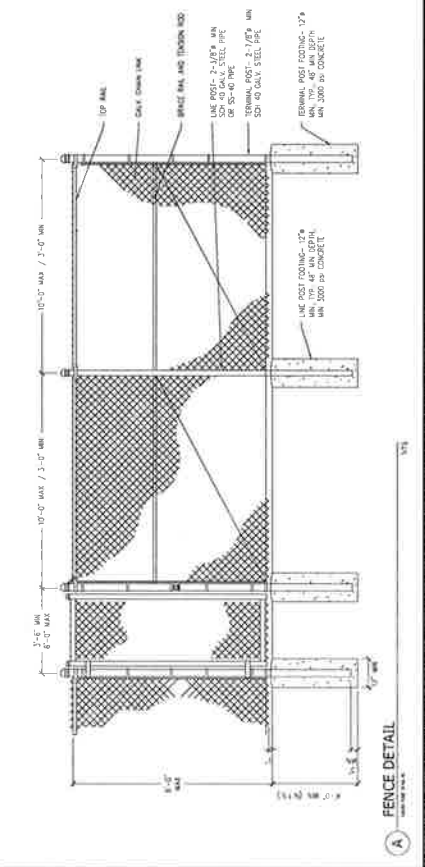 3'-6" MIN
6'-0" MAX
10'-0" MAX / 3'-0" MIN
10'-0" MAX / 3'-0" MIN
TOP RAIL
GALV. CHAIN LINK
BRACE RAIL AND TENSION ROD
LINE POST- 2-3/8"ø MIN
SCH 40 GALV. STEEL PIPE
OR SS-40 PIPE
TERMINAL POST- 2-7/8"ø MIN
SCH 40 GALV. STEEL PIPE
TERMINAL POST FOOTING- 12"ø
MIN, TYP. 48" MIN DEPTH
MIN 3000 psi CONCRETE
LINE POST FOOTING- 12"ø
MIN, TYP. 48" MIN DEPTH,
MIN 3000 psi CONCRETE
MAX
12" MIN
A
FENCE DETAIL
NTS